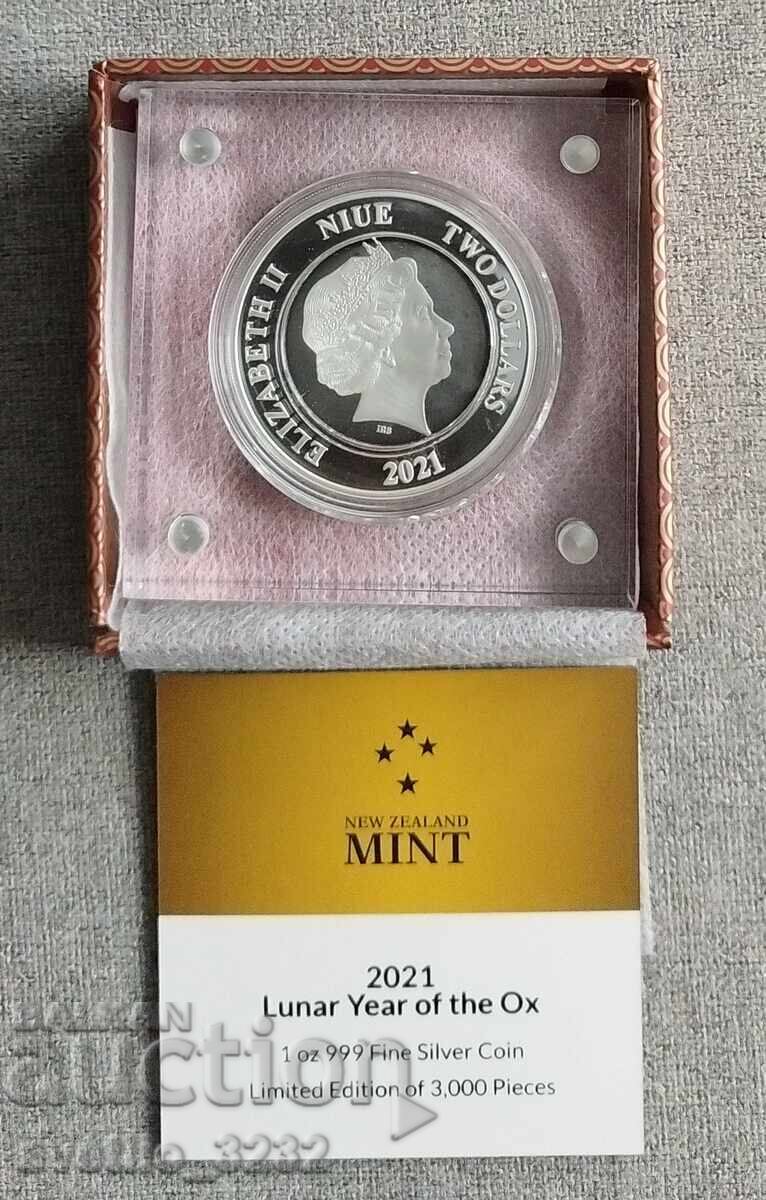 ELIZABETH II NIUE TWO DOLLARS
IRB
2021
NEW ZEALAND
MINT
2021
Lunar Year of the Ox
1 oz 999 Fine Silver Coin
Limited Edition of 3,000 Pieces
BALKAN
auction